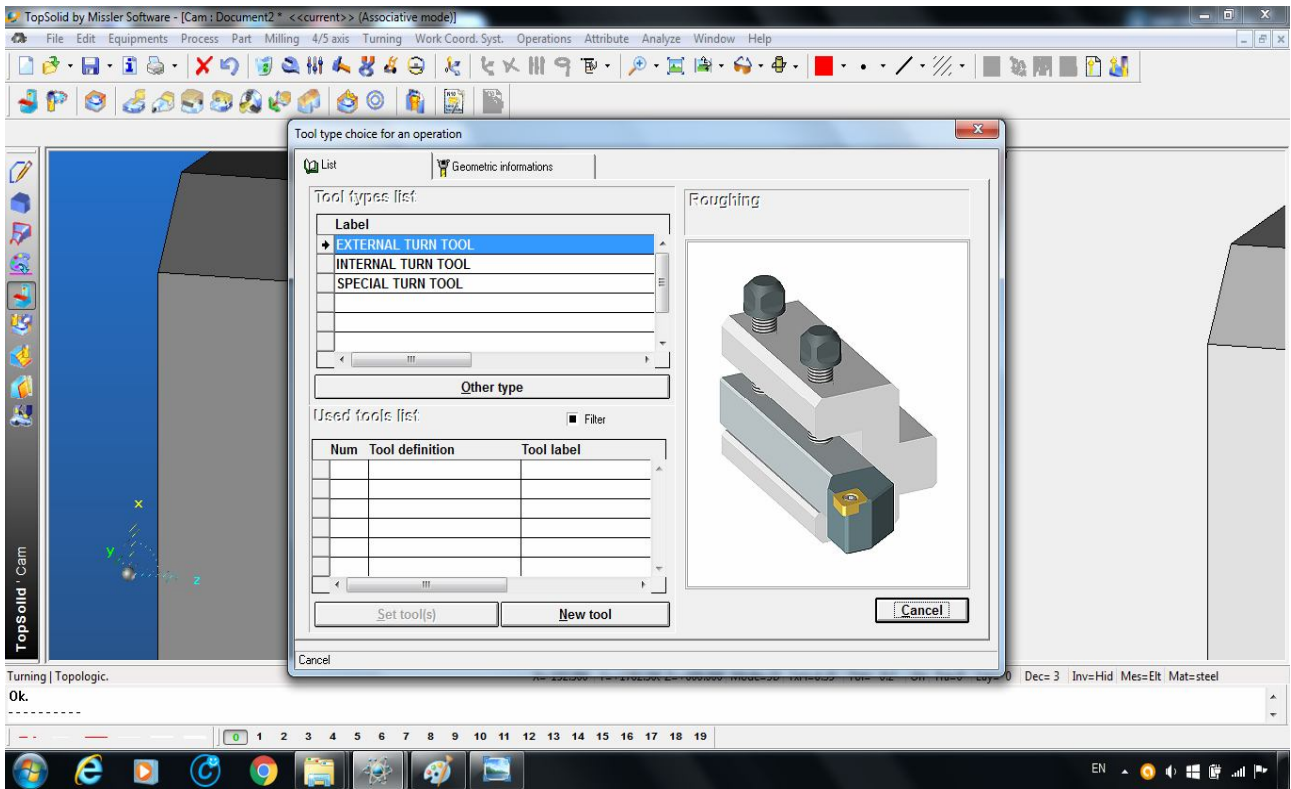 TopSolid by Missler Software - [Cam : Document2 * <<current>> (Associative mode)]
File Edit Equipments Process Part Milling 4/5 axis Turning Work Coord. Syst. Operations Attribute Analyze Window Help
Tool type choice for an operation
List Geometric informations
Tool types list
Roughing
Label
EXTERNAL TURN TOOL
INTERNAL TURN TOOL
SPECIAL TURN TOOL
Other type
Used tools list
Filter
Num Tool definition Tool label
Set tool(s) New tool
Cancel
Cancel
x
y
z
TopSolid 'Cam
Turning | Topologic.
Dec= 3 Inv=Hid Mes=Elt Mat=steel
Ok.
----------
0 1 2 3 4 5 6 7 8 9 10 11 12 13 14 15 16 17 18 19
EN